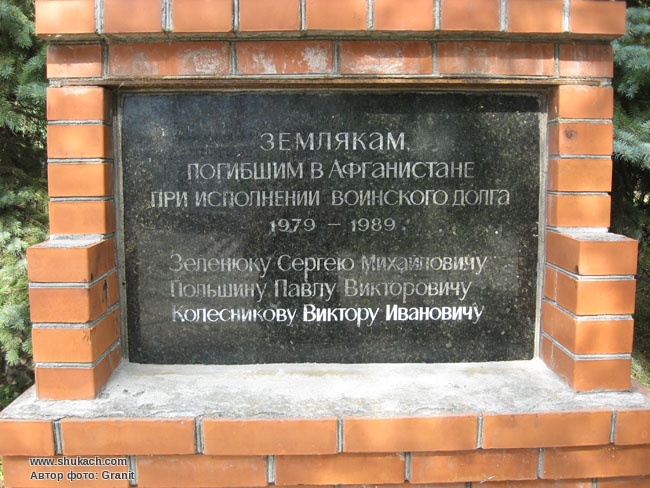 ЗЕМЛЯКАМ,
ПОГИБШИМ В АФГАНИСТАНЕ
ПРИ ИСПОЛНЕНИИ ВОИНСКОГО ДОЛГА
1979 – 1989
Зеленюку Сергею Михайловичу
Польшину Павлу Викторовичу
Колесникову Виктору Ивановичу
www.shukach.com
Автор фото: Granit